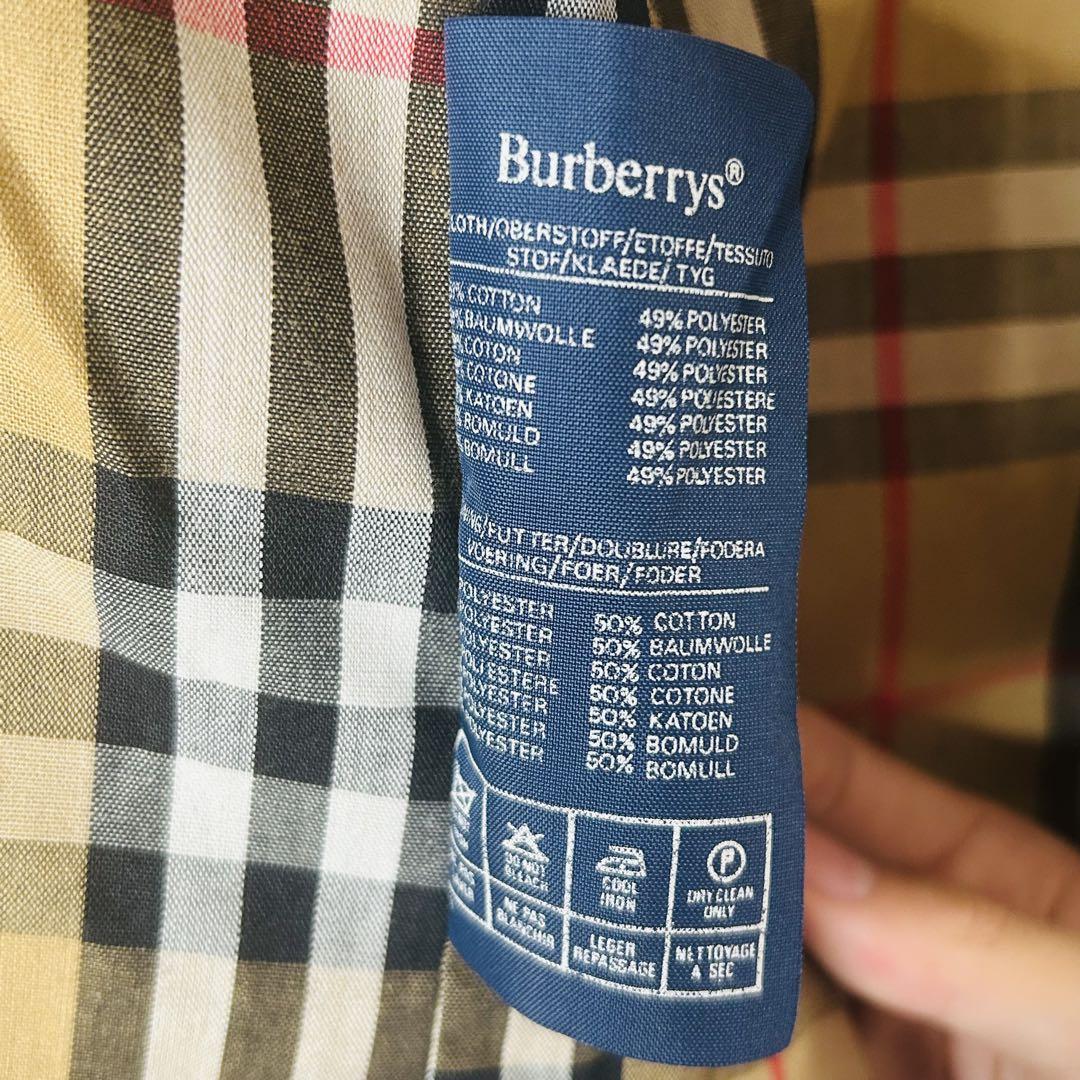 Burberrys®
CLOTH/OBERSTOFF/ETOFFE/TESSUTO
STOF/KLAEDE/TYG
% COTTON 49% POLYESTER
% BAUMWOLLE 49% POLYESTER
COTON 49% POLYESTER
COTONE 49% POLIESTERE
KATOEN 49% POLYESTER
BOMULD 49% POLYESTER
BOMULL 49% POLYESTER
/FUTTER/DOUBLURE/FODERA
VOERING/FOER/FODER
POLYESTER 50% COTTON
POLYESTER 50% BAUMWOLLE
POLYESTER 50% COTON
POLIESTERE 50% COTONE
POLYESTER 50% KATOEN
POLYESTER 50% BOMULD
POLYESTER 50% BOMULL
DO NOT BLEACH
COOL IRON
P
DRY CLEAN ONLY
NE PAS BLANCHIR
LEGER REPASSAGE
NETTOYAGE A SEC